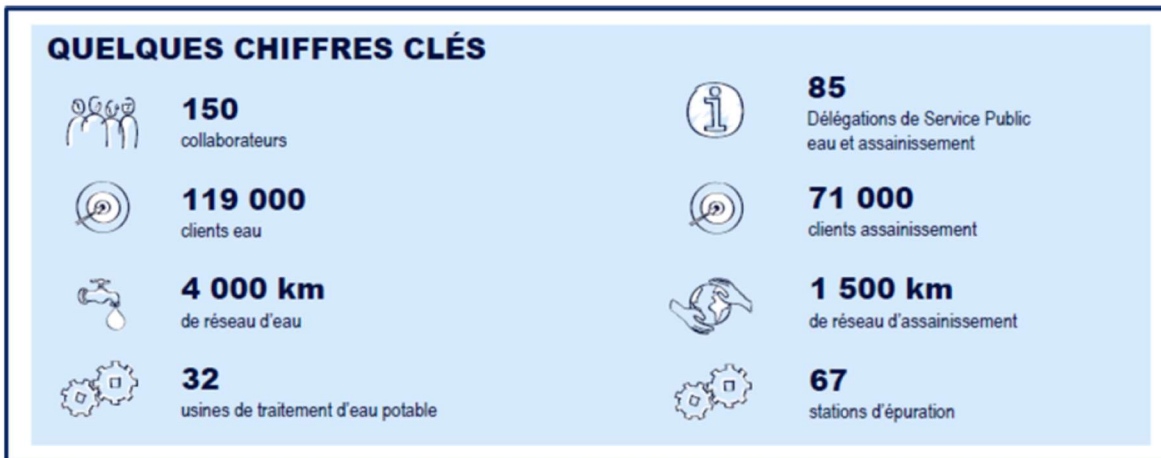 QUELQUES CHIFFRES CLÉS
150
collaborateurs
85
Délégations de Service Public
eau et assainissement
119 000
clients eau
71 000
clients assainissement
4 000 km
de réseau d'eau
1 500 km
de réseau d'assainissement
32
usines de traitement d'eau potable
67
stations d'épuration